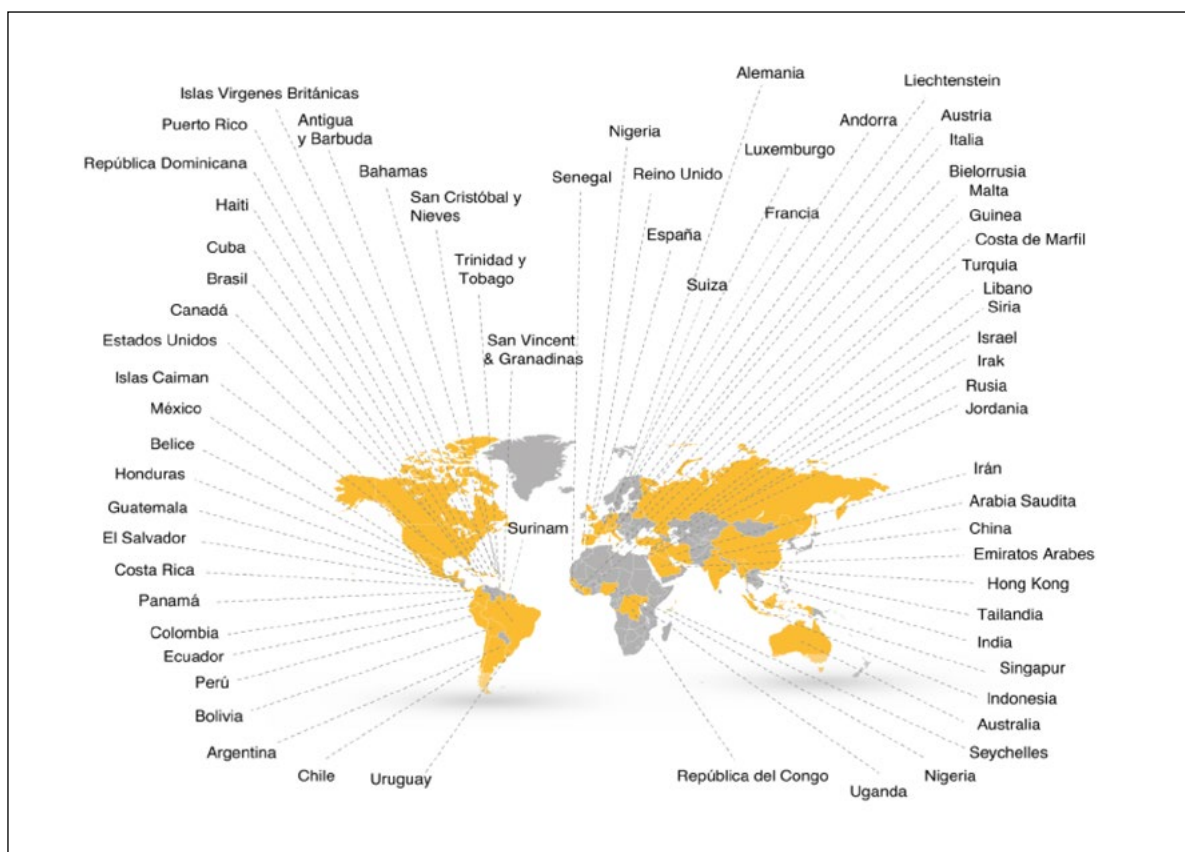 Alemania
Liechtenstein
Islas Virgenes Británicas
Puerto Rico
Antigua
y Barbuda
Nigeria
Andorra
Austria
Italia
República Dominicana
Bahamas
Senegal
Reino Unido
Luxemburgo
Bielorrusia
Malta
Haiti
San Cristóbal y
Nieves
Francia
Guinea
España
Costa de Marfil
Cuba
Trinidad y
Tobago
Turquia
Brasil
Suiza
Libano
Siria
Canadá
Estados Unidos
San Vincent
& Granadinas
Israel
Irak
Islas Caiman
Rusia
México
Jordania
Belice
Honduras
Irán
Guatemala
Arabia Saudita
El Salvador
Surinam
China
Emiratos Arabes
Costa Rica
Hong Kong
Panamá
Tailandia
Colombia
India
Ecuador
Singapur
Perú
Indonesia
Bolivia
Australia
Argentina
Seychelles
Chile
Uruguay
República del Congo
Nigeria
Uganda